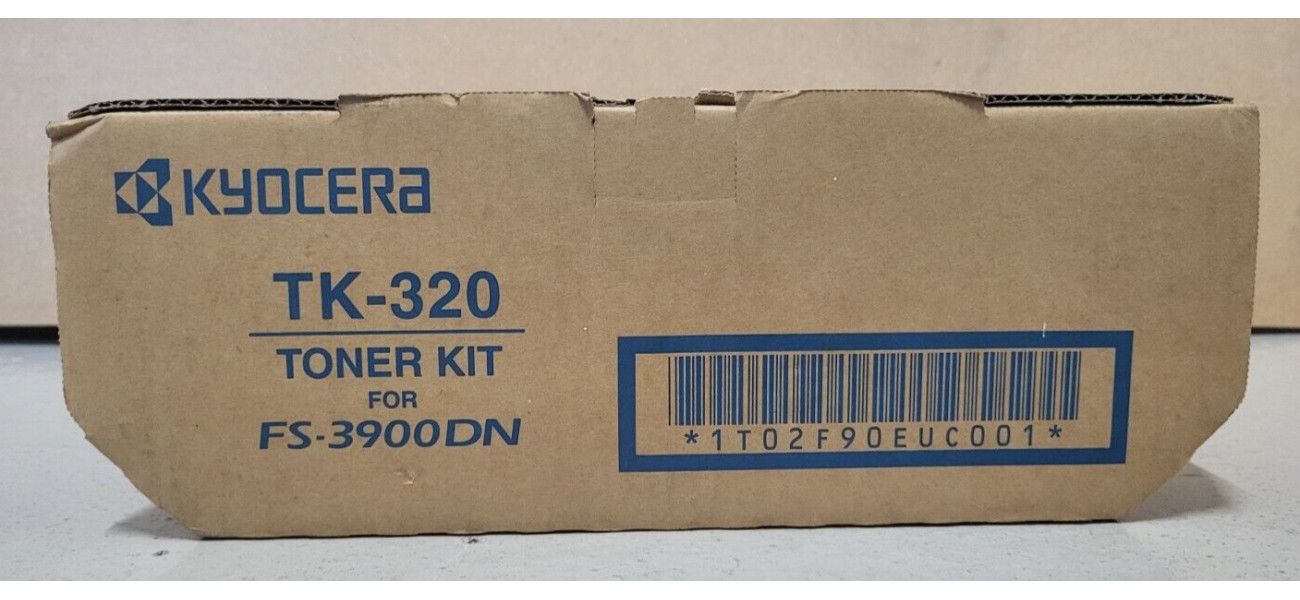 KYOCERa
TK-320
TONER KIT
FOR
FS-3900DN
*1T02F90EUC001*